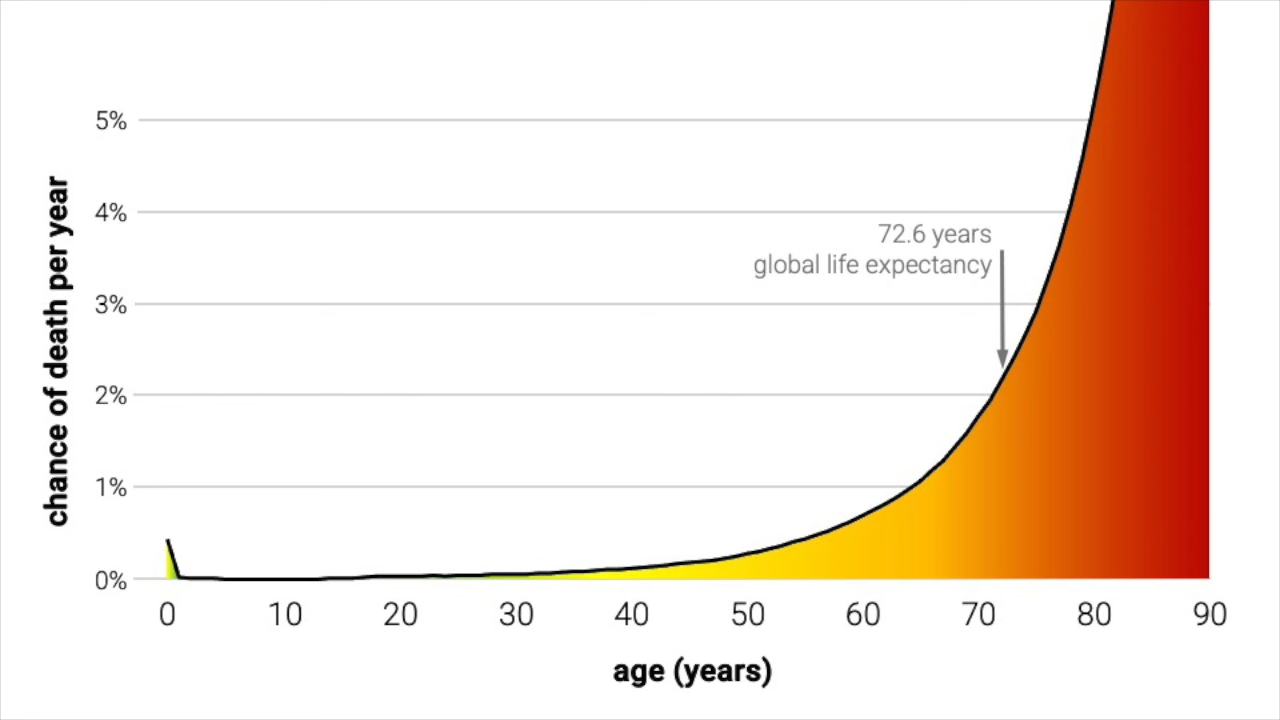 5%
4%
3%
2%
1%
0%
chance of death per year
72.6 years
global life expectancy
0 10 20 30 40 50 60 70 80 90
age (years)